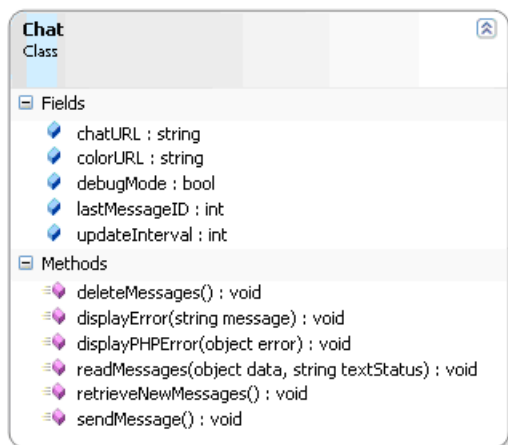 Chat
Class
Fields
chatURL : string
colorURL : string
debugMode : bool
lastMessageID : int
updateInterval : int
Methods
deleteMessages() : void
displayError(string message) : void
displayPHPError(object error) : void
readMessages(object data, string textStatus) : void
retrieveNewMessages() : void
sendMessage() : void